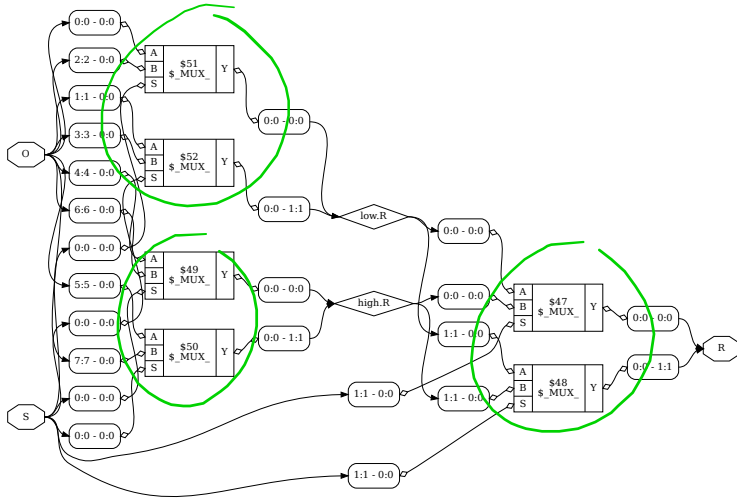 0:0 - 0:0
2:2 - 0:0
1:1 - 0:0
3:3 - 0:0
4:4 - 0:0
6:6 - 0:0
0:0 - 0:0
5:5 - 0:0
0:0 - 0:0
7:7 - 0:0
0:0 - 0:0
0:0 - 0:0
O
S
A
B
S
$51
$_MUX_
Y
A
B
S
$52
$_MUX_
Y
A
B
S
$49
$_MUX_
Y
A
B
S
$50
$_MUX_
Y
0:0 - 0:0
0:0 - 1:1
0:0 - 0:0
0:0 - 1:1
low.R
high.R
1:1 - 0:0
1:1 - 0:0
0:0 - 0:0
0:0 - 0:0
1:1 - 0:0
1:1 - 0:0
A
B
S
$47
$_MUX_
Y
A
B
S
$48
$_MUX_
Y
0:0 - 0:0
0:0 - 1:1
R